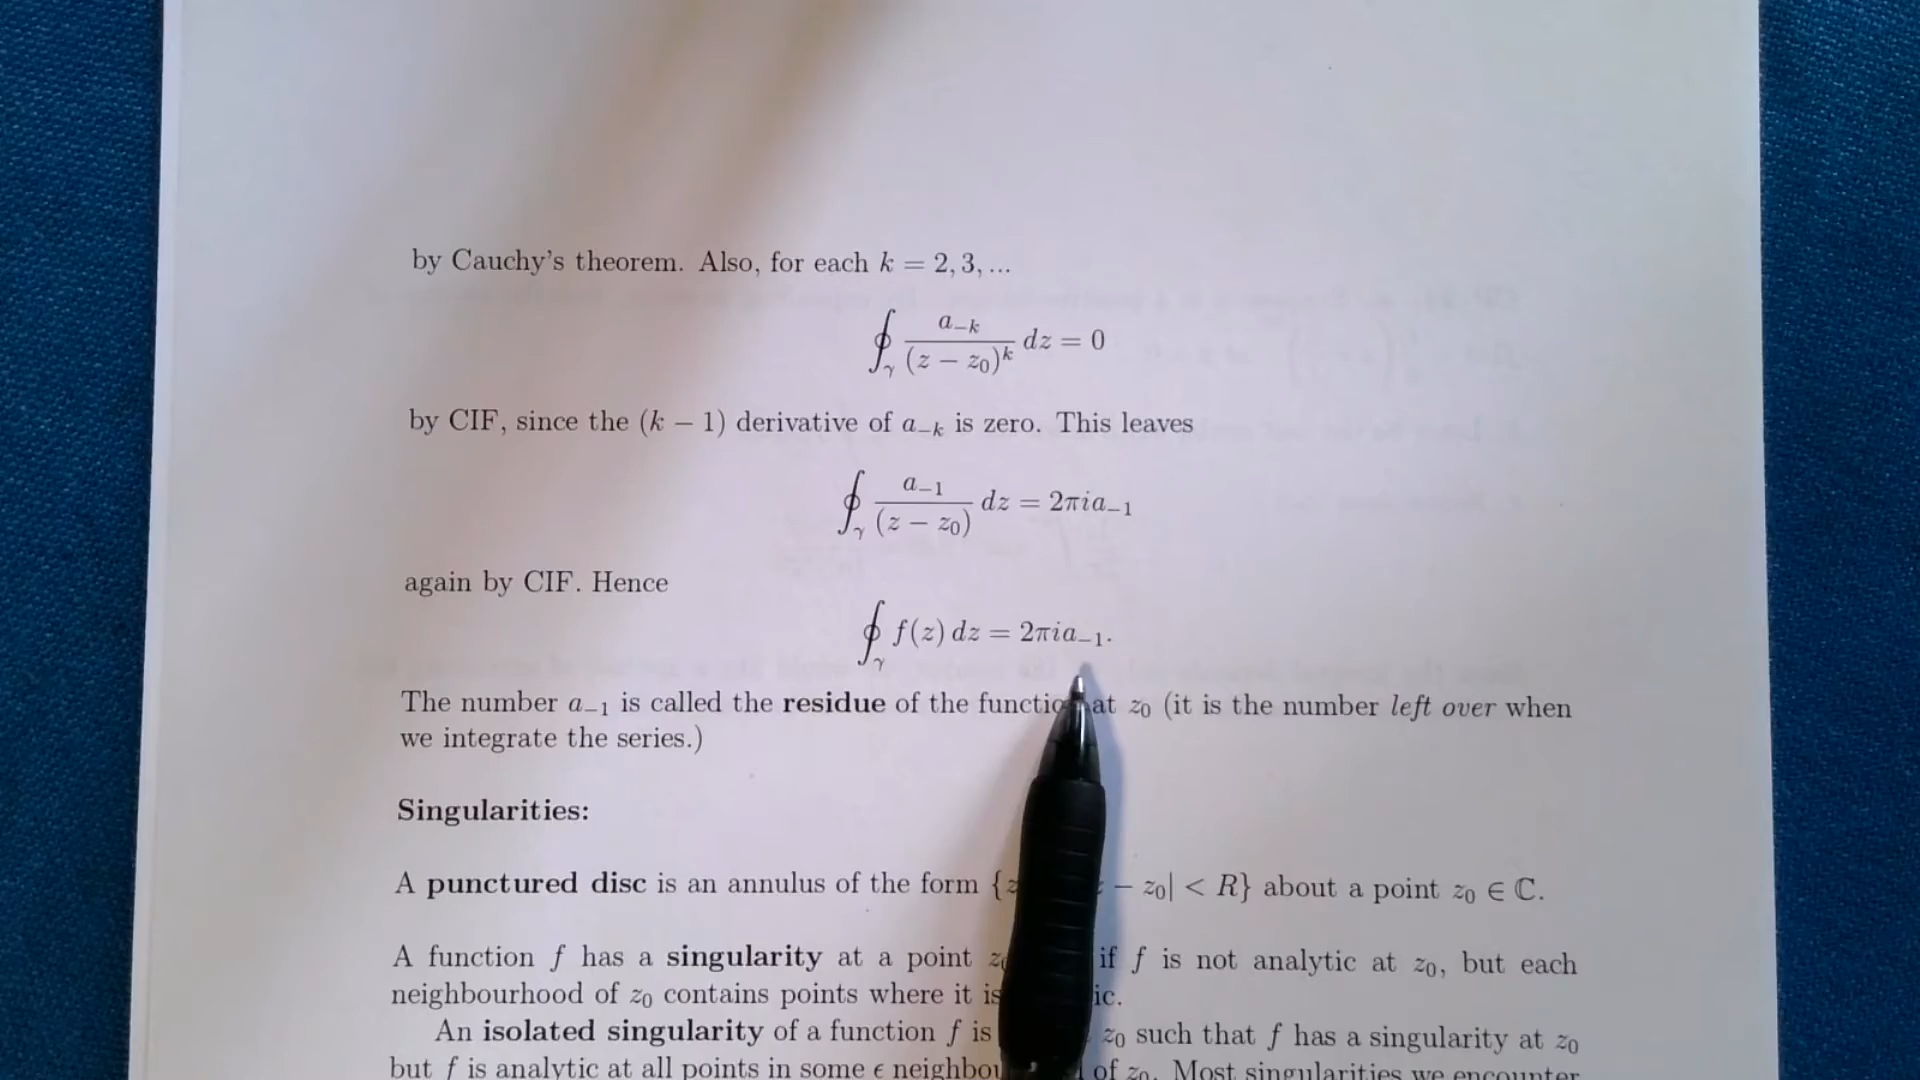 by Cauchy's theorem. Also, for each k = 2, 3, ...
∮_γ a_{−k} / (z − z_0)^k dz = 0
by CIF, since the (k − 1) derivative of a_{−k} is zero. This leaves
∮_γ a_{−1} / (z − z_0) dz = 2πia_{−1}
again by CIF. Hence
∮_γ f(z) dz = 2πia_{−1}.
The number a_{−1} is called the residue of the functio at z_0 (it is the number left over when
we integrate the series.)
Singularities:
A punctured disc is an annulus of the form {z − z_0| < R} about a point z_0 ∈ ℂ.
A function f has a singularity at a point z_0 if f is not analytic at z_0, but each
neighbourhood of z_0 contains points where it is
An isolated singularity of a function f is z_0 such that f has a singularity at z_0
but f is analytic at all points in some ϵ of z_0. Most singularities we encounter